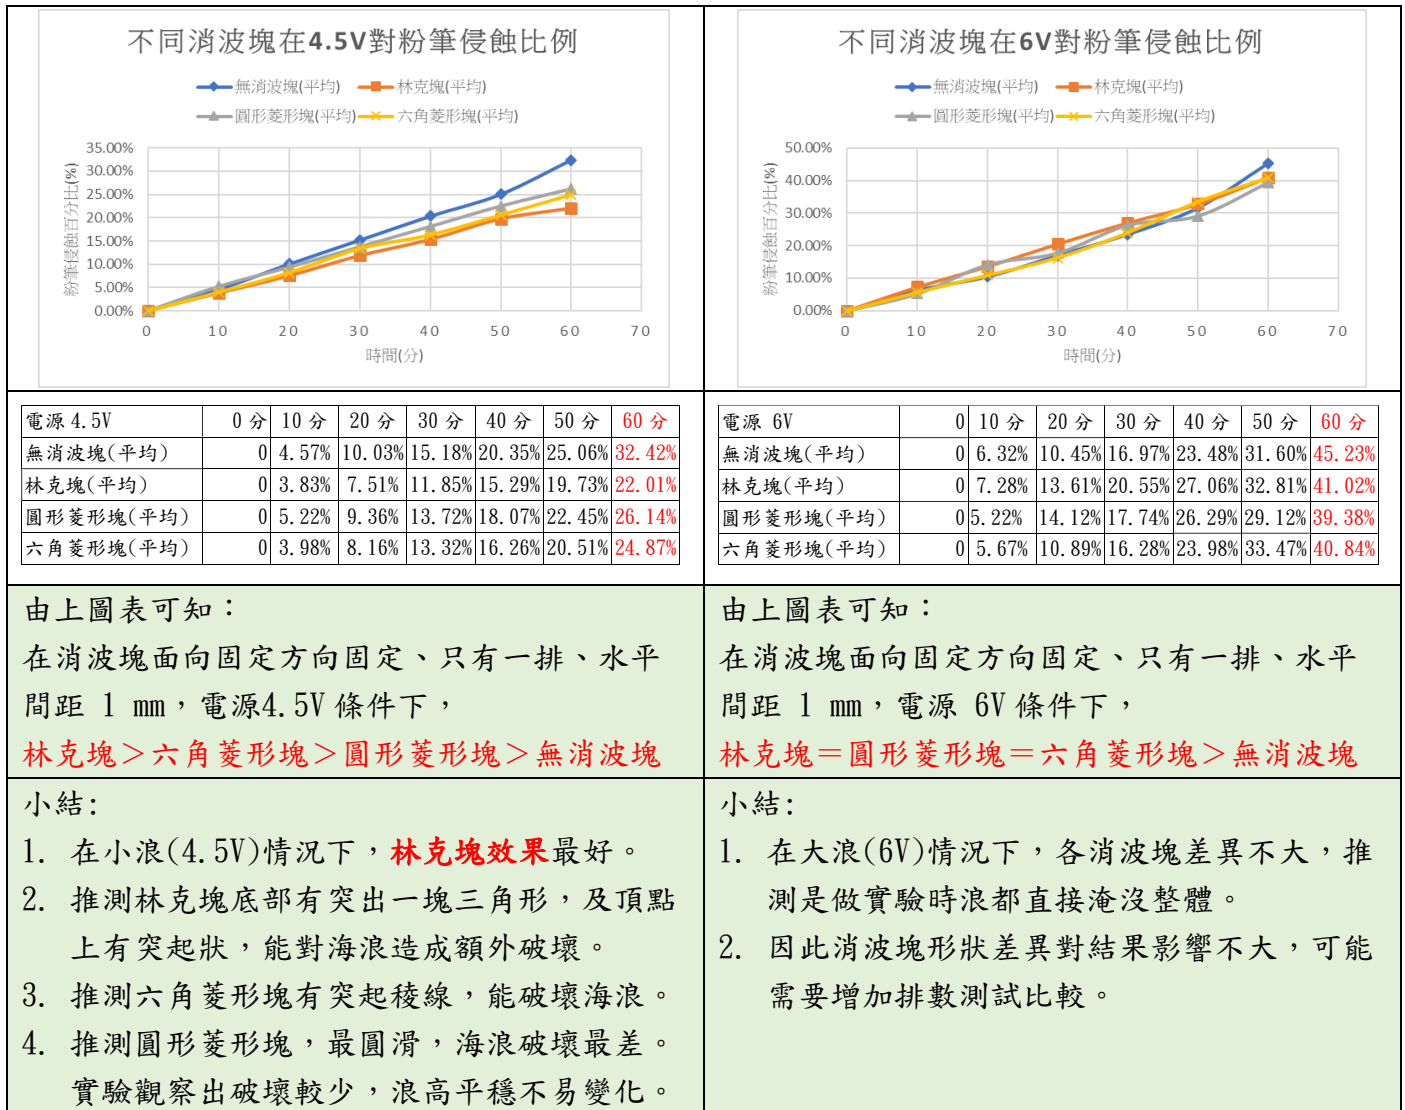 不同消波塊在4.5V對粉筆侵蝕比例
無消波塊(平均) 林克塊(平均)
圓形菱形塊(平均) 六角菱形塊(平均)
粉筆侵蝕百分比(%)
35.00%
30.00%
25.00%
20.00%
15.00%
10.00%
5.00%
0.00%
0 10 20 30 40 50 60 70
時間(分)
電源 4.5V 0 分 10 分 20 分 30 分 40 分 50 分 60 分
無消波塊(平均) 0 4.57% 10.03% 15.18% 20.35% 25.06% 32.42%
林克塊(平均) 0 3.83% 7.51% 11.85% 15.29% 19.73% 22.01%
圓形菱形塊(平均) 0 5.22% 9.36% 13.72% 18.07% 22.45% 26.14%
六角菱形塊(平均) 0 3.98% 8.16% 13.32% 16.26% 20.51% 24.87%
由上圖表可知：
在消波塊面向固定方向固定、只有一排、水平
間距 1 mm，電源4.5V 條件下，
林克塊＞六角菱形塊＞圓形菱形塊＞無消波塊
小結:
1. 在小浪(4.5V)情況下，林克塊效果最好。
2. 推測林克塊底部有突出一塊三角形，及頂點
上有突起狀，能對海浪造成額外破壞。
3. 推測六角菱形塊有突起稜線，能破壞海浪。
4. 推測圓形菱形塊，最圓滑，海浪破壞最差。
實驗觀察出破壞較少，浪高平穩不易變化。
不同消波塊在6V對粉筆侵蝕比例
無消波塊(平均) 林克塊(平均)
圓形菱形塊(平均) 六角菱形塊(平均)
粉筆侵蝕百分比(%)
50.00%
40.00%
30.00%
20.00%
10.00%
0.00%
0 10 20 30 40 50 60 70
時間(分)
電源 6V 0 10 分 20 分 30 分 40 分 50 分 60 分
無消波塊(平均) 0 6.32% 10.45% 16.97% 23.48% 31.60% 45.23%
林克塊(平均) 0 7.28% 13.61% 20.55% 27.06% 32.81% 41.02%
圓形菱形塊(平均) 0 5.22% 14.12% 17.74% 26.29% 29.12% 39.38%
六角菱形塊(平均) 0 5.67% 10.89% 16.28% 23.98% 33.47% 40.84%
由上圖表可知：
在消波塊面向固定方向固定、只有一排、水平
間距 1 mm，電源 6V 條件下，
林克塊＝圓形菱形塊＝六角菱形塊＞無消波塊
小結:
1. 在大浪(6V)情況下，各消波塊差異不大，推
測是做實驗時浪都直接淹沒整體。
2. 因此消波塊形狀差異對結果影響不大，可能
需要增加排數測試比較。